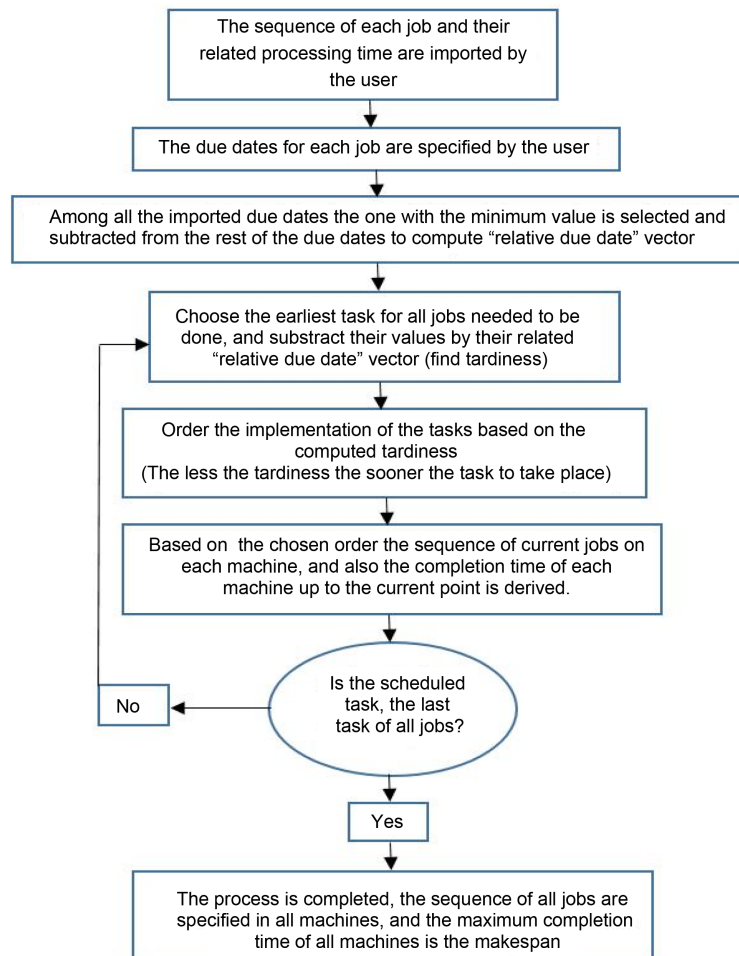 The sequence of each job and their
related processing time are imported by
the user
The due dates for each job are specified by the user
Among all the imported due dates the one with the minimum value is selected and
subtracted from the rest of the due dates to compute “relative due date” vector
Choose the earliest task for all jobs needed to be
done, and substract their values by their related
“relative due date” vector (find tardiness)
Order the implementation of the tasks based on the
computed tardiness
(The less the tardiness the sooner the task to take place)
Based on the chosen order the sequence of current jobs on
each machine, and also the completion time of each
machine up to the current point is derived.
Is the scheduled
task, the last
task of all jobs?
No
Yes
The process is completed, the sequence of all jobs are
specified in all machines, and the maximum completion
time of all machines is the makespan